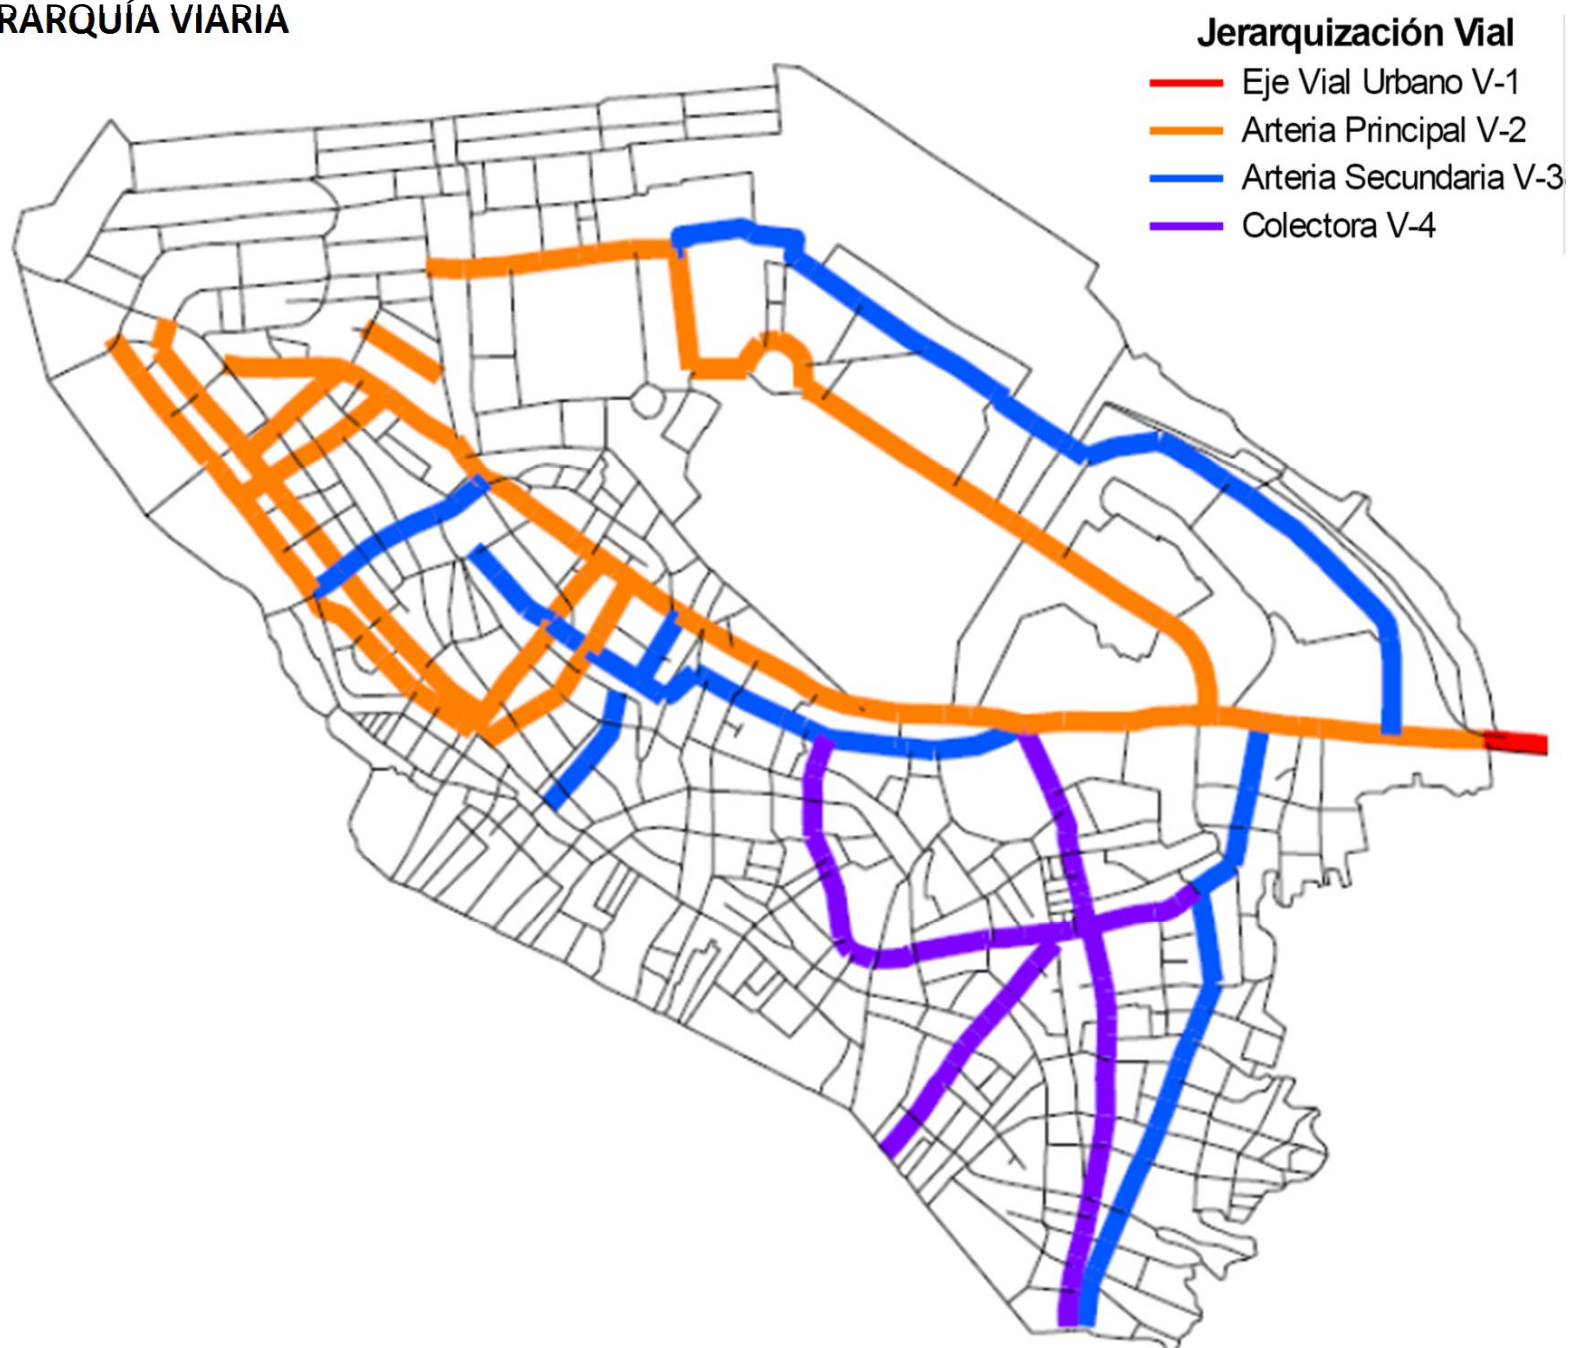 RARQUÍA VIARIA
Jerarquización Vial
Eje Vial Urbano V-1
Arteria Principal V-2
Arteria Secundaria V-3
Colectora V-4